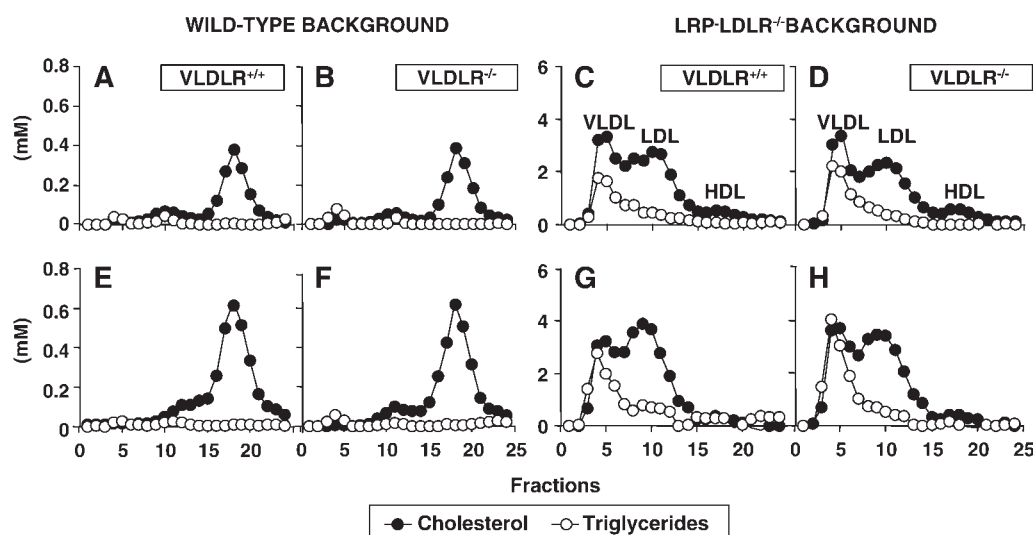 WILD-TYPE BACKGROUND
LRP⁻LDLR⁻/⁻BACKGROUND
A VLDLR⁺/⁺ B VLDLR⁻/⁻ C VLDLR⁺/⁺ D VLDLR⁻/⁻
(mM)
0.8
0.6
0.4
0.2
0
6
4
2
0
VLDL LDL HDL
VLDL LDL HDL
E F G H
(mM)
0.8
0.6
0.4
0.2
0
6
4
2
0
0 5 10 15 20 0 5 10 15 20 25 0 5 10 15 20 0 5 10 15 20 25
Fractions
Cholesterol Triglycerides